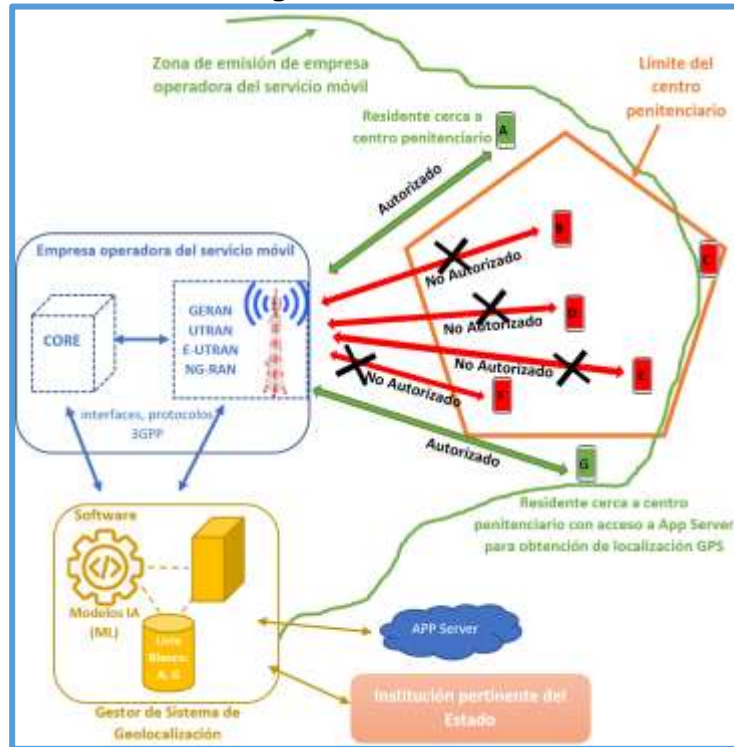 Zona de emisión de empresa
operadora del servicio móvil
Límite del
centro
penitenciario
Residente cerca a
centro penitenciario
A
Autorizado
B
No Autorizado
C
Empresa operadora del servicio móvil
GERAN
UTRAN
E-UTRAN
NG-RAN
CORE
D
No Autorizado
No Autorizado
E
No Autorizado
F
interfaces, protocolos
3GPP
Autorizado
G
Residente cerca a centro
penitenciario con acceso a App Server
para obtención de localización GPS
Software
Modelos IA
(ML)
Lista
Blanca:
A, G
APP Server
Institución pertinente del
Estado
Gestor de Sistema de
Geolocalización